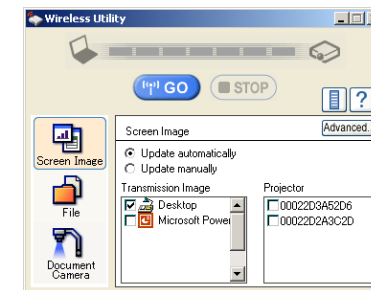 Wireless Utility
GO
STOP
?
Screen Image
Advanced..
Screen Image
Update automatically
Update manually
Transmission Image
Projector
Desktop
Microsoft Power
00022D3A52D6
00022D2A3C2D
File
Document
Camera